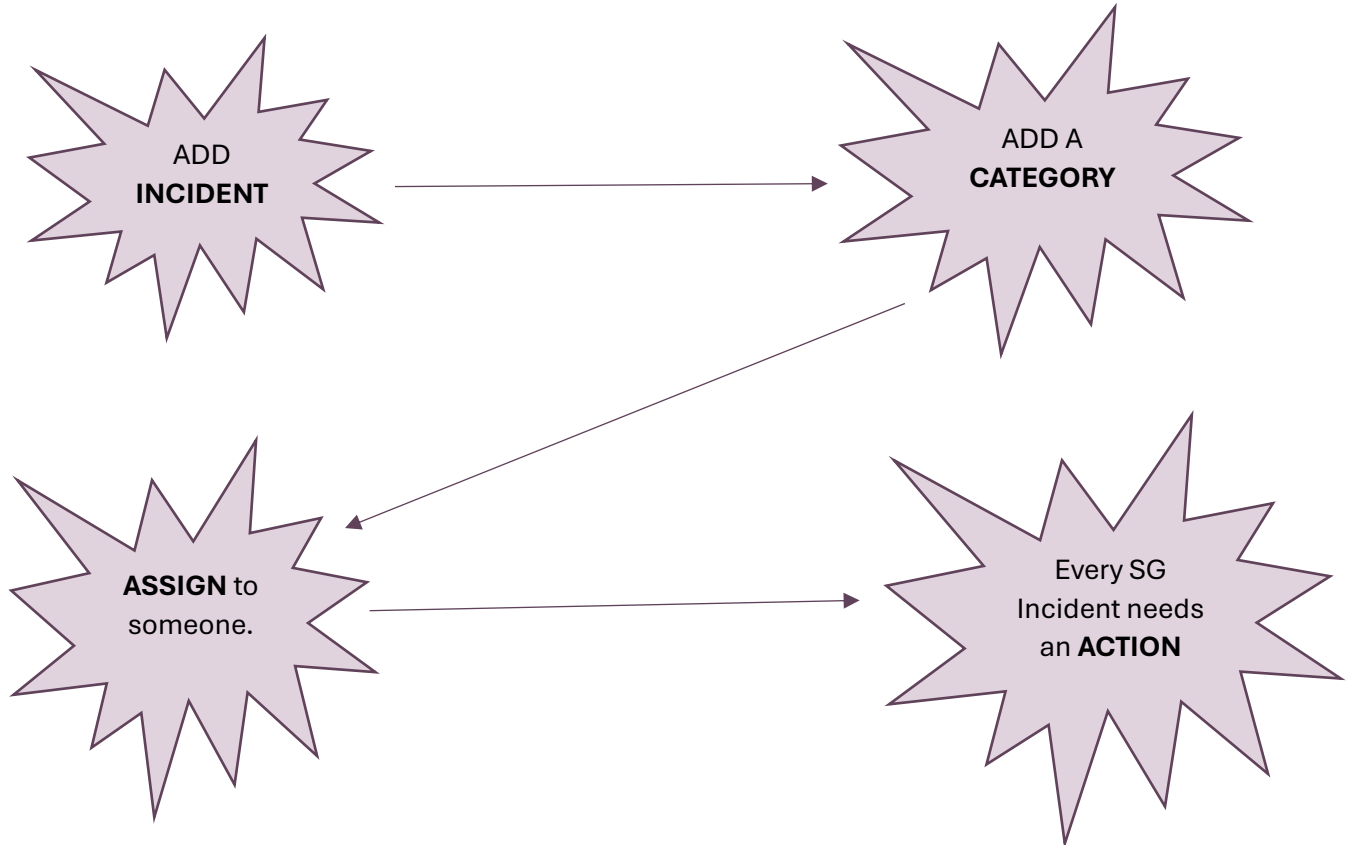 ADD
INCIDENT
ADD A
CATEGORY
ASSIGN to
someone.
Every SG
Incident needs
an ACTION